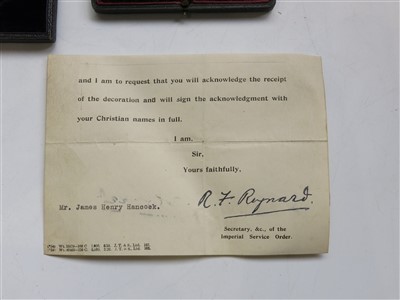 and I am to request that you will acknowledge the receipt
of the decoration and will sign the acknowledgment with
your Christian names in full.
I am,
Sir,
Yours faithfully,
R. F. Reynard.
Mr. James Henry Hancock.
Secretary, &c., of the
Imperial Service Order.